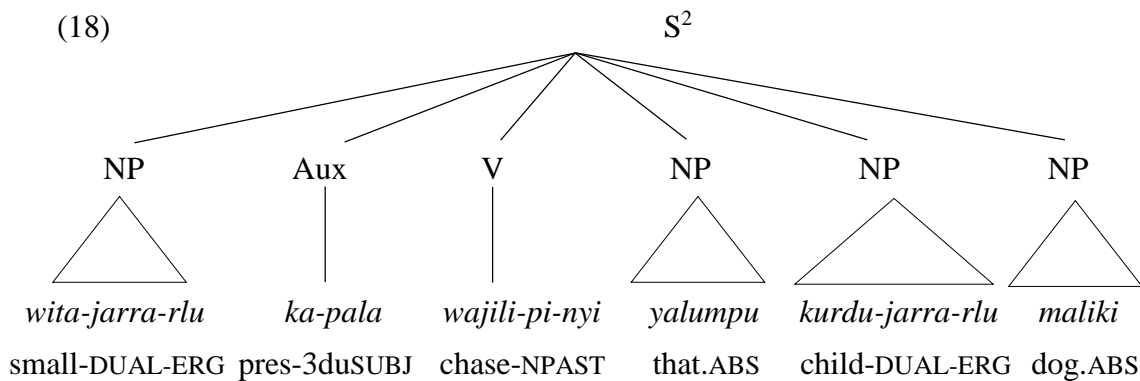 (18) S²
NP Aux V NP NP NP
wita-jarra-rlu ka-pala wajili-pi-nyi yalumpu kurdu-jarra-rlu maliki
small-DUAL-ERG pres-3duSUBJ chase-NPAST that.ABS child-DUAL-ERG dog.ABS